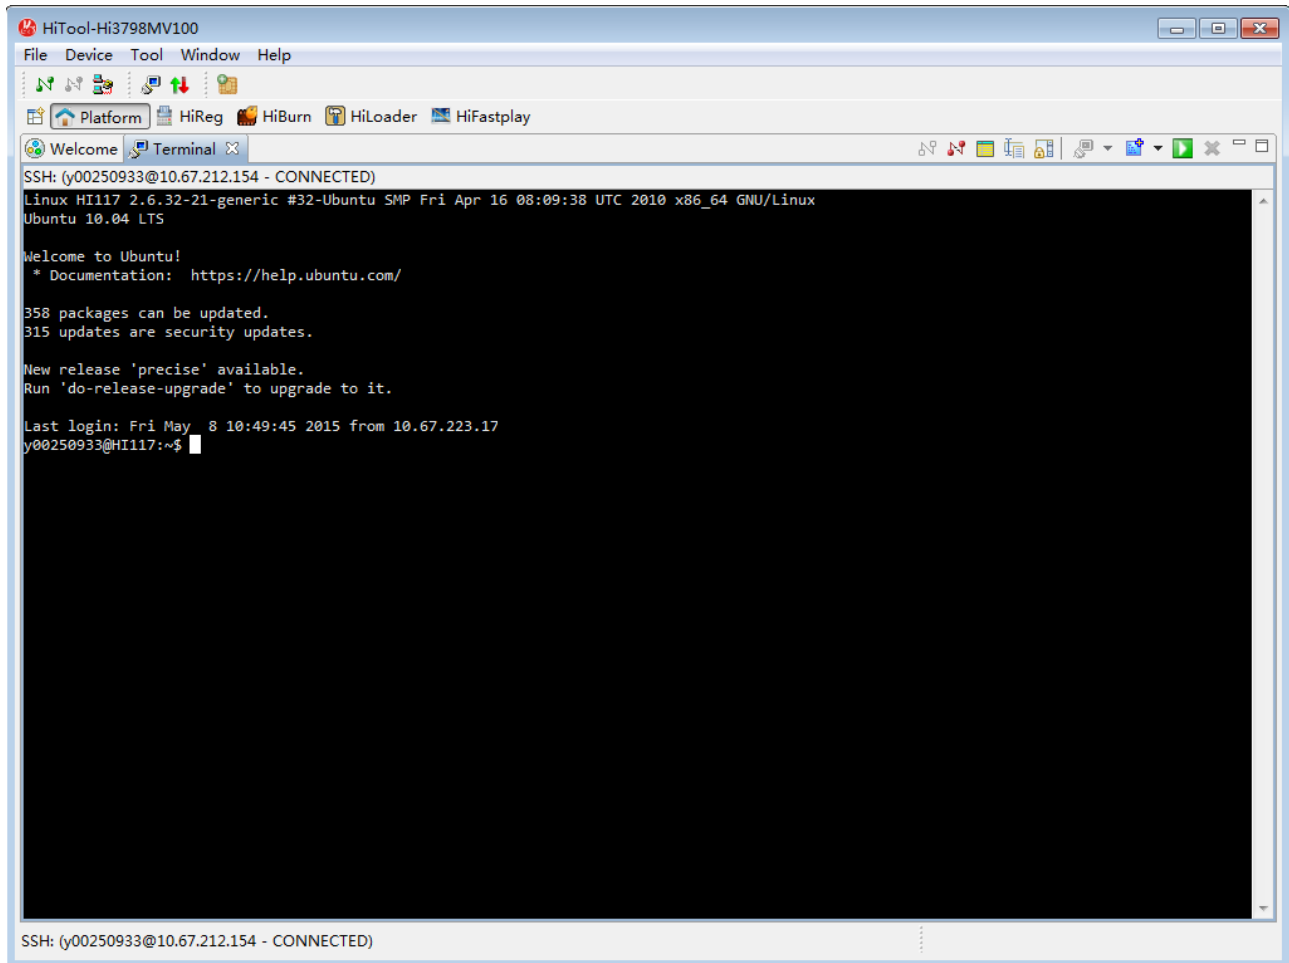 HiTool-Hi3798MV100
File Device Tool Window Help
Platform HiReg HiBurn HiLoader HiFastplay
Welcome Terminal
SSH: (y00250933@10.67.212.154 - CONNECTED)
Linux HI117 2.6.32-21-generic #32-Ubuntu SMP Fri Apr 16 08:09:38 UTC 2010 x86_64 GNU/Linux
Ubuntu 10.04 LTS
Welcome to Ubuntu!
* Documentation:  https://help.ubuntu.com/
358 packages can be updated.
315 updates are security updates.
New release 'precise' available.
Run 'do-release-upgrade' to upgrade to it.
Last login: Fri May  8 10:49:45 2015 from 10.67.223.17
y00250933@HI117:~$
SSH: (y00250933@10.67.212.154 - CONNECTED)